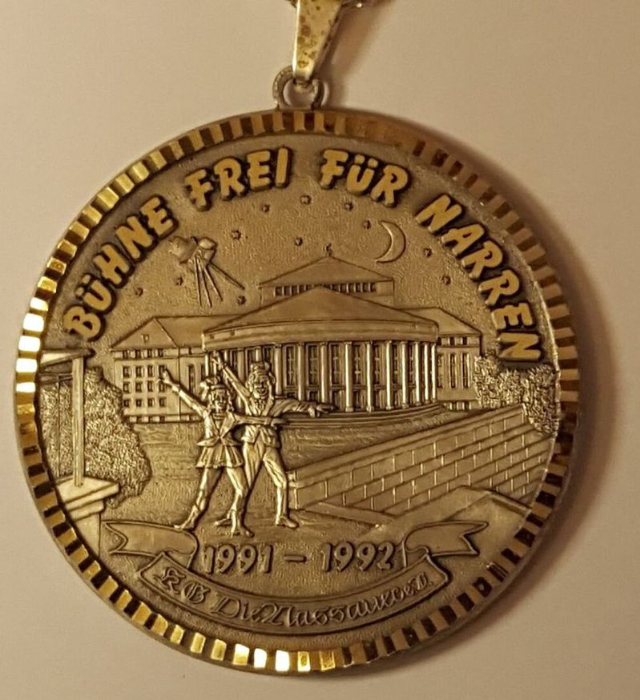 BÜHNE FREI FÜR NARREN
1991 - 1992
KG Die Nassauer